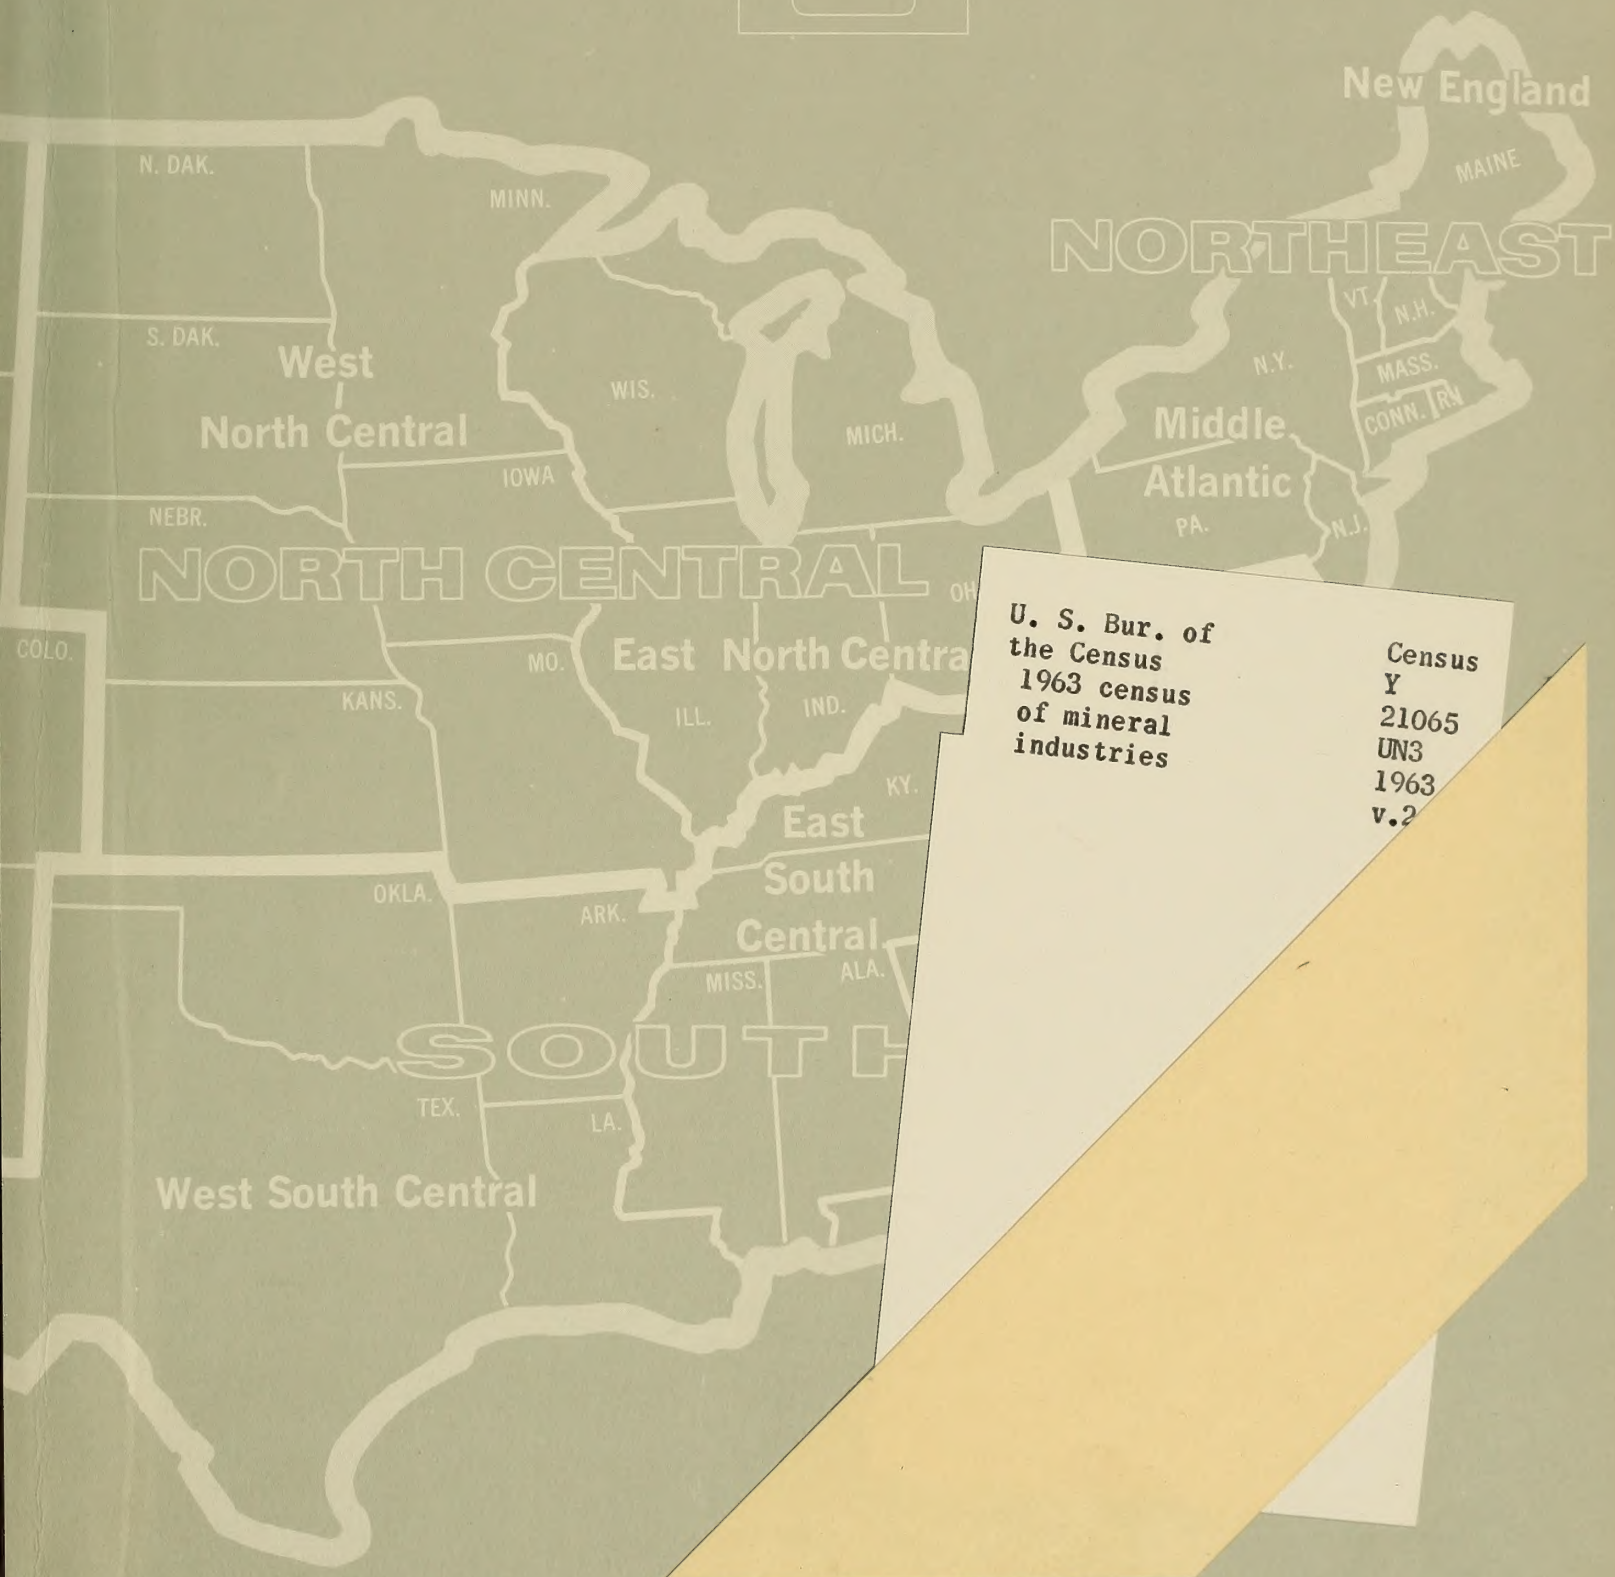 New England
MAINE
N. DAK.
MINN.
NORTHEAST
VT.
N.H.
S. DAK.
West
North Central
WIS.
MICH.
N.Y.
MASS.
CONN.
Middle
Atlantic
IOWA
NEBR.
PA.
N.J.
NORTH CENTRAL
COLO.
KANS.
MO.
East North Centra
ILL.
IND.
KY.
East
South
Central
OKLA.
ARK.
MISS.
ALA.
SOUTH
TEX.
LA.
West South Central
U. S. Bur. of
the Census
1963 census
of mineral
industries
Census
Y
21065
UN3
1963
v.2